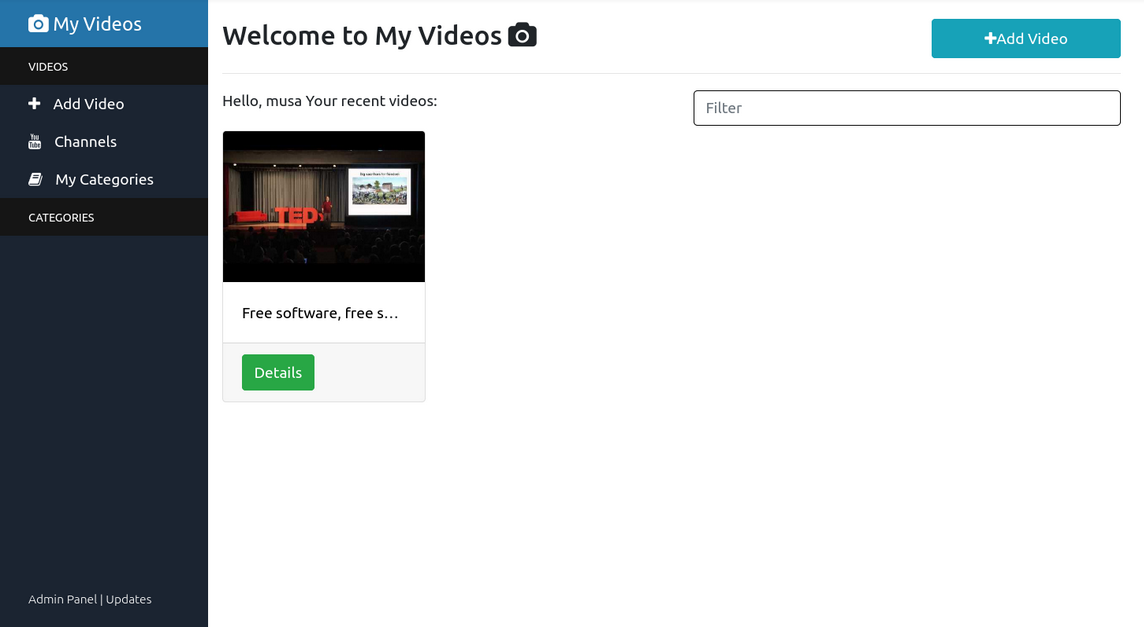 My Videos
VIDEOS
Add Video
Channels
My Categories
CATEGORIES
Admin Panel | Updates
Welcome to My Videos
Add Video
Hello, musa Your recent videos:
Filter
TED
Free software, free s...
Details